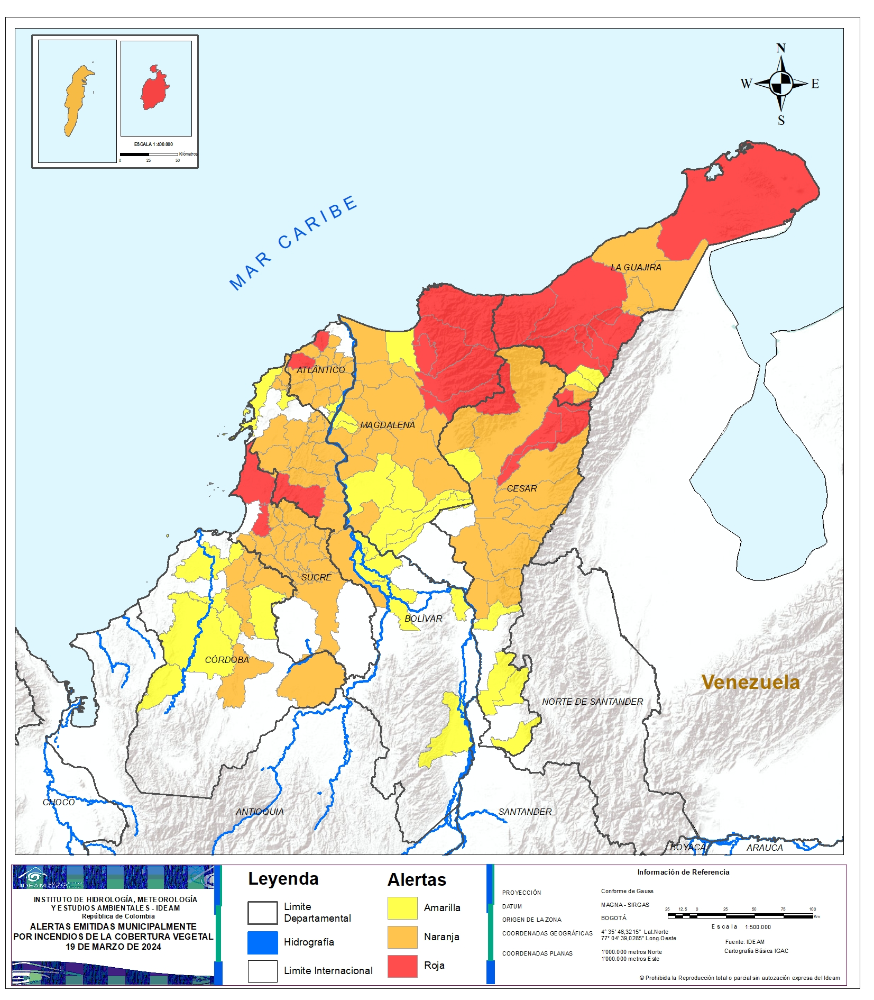 N
W
E
S
ESCALA 1:400.000
Kilómetros
0 25 50
MAR CARIBE
LA GUAJIRA
ATLÁNTICO
MAGDALENA
CESAR
SUCRE
BOLÍVAR
CÓRDOBA
Venezuela
NORTE DE SANTANDER
CHOCÓ
ANTIOQUIA
SANTANDER
BOYACÁ
ARAUCA
IDEAM
INSTITUTO DE HIDROLOGÍA, METEOROLOGÍA
Y ESTUDIOS AMBIENTALES - IDEAM
República de Colombia
ALERTAS EMITIDAS MUNICIPALMENTE
POR INCENDIOS DE LA COBERTURA VEGETAL
19 DE MARZO DE 2024
Leyenda
Limite
Departamental
Hidrografía
Limite Internacional
Alertas
Amarilla
Naranja
Roja
Información de Referencia
PROYECCIÓN Conforme de Gauss
DATUM MAGNA - SIRGAS
ORIGEN DE LA ZONA BOGOTÁ
COORDENADAS GEOGRÁFICAS 4° 35' 46,3215" Lat.Norte
77° 04' 39,0285" Long.Oeste
COORDENADAS PLANAS 1'000.000 metros Norte
1'000.000 metros Este
25 12,5 0 25 50 75 100
Km
Escala 1:500.000
Fuente: IDEAM
Cartografía Básica IGAC
© Prohibida la Reproducción total o parcial sin autozación expresa del Ideam